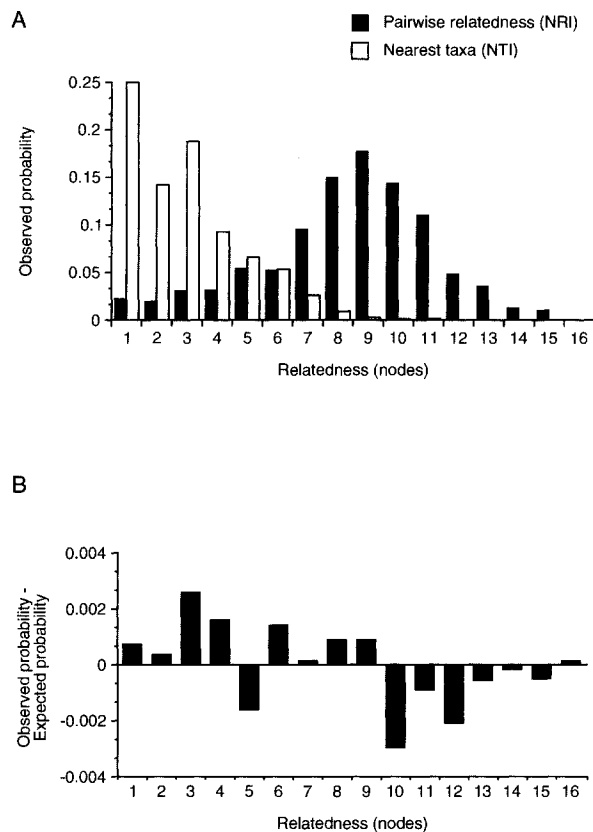 A
Pairwise relatedness (NRI)
Nearest taxa (NTI)
Observed probability
0.25
0.2
0.15
0.1
0.05
0
1 2 3 4 5 6 7 8 9 10 11 12 13 14 15 16
Relatedness (nodes)
B
Observed probability -
Expected probability
0.004
0.002
0
-0.002
-0.004
1 2 3 4 5 6 7 8 9 10 11 12 13 14 15 16
Relatedness (nodes)